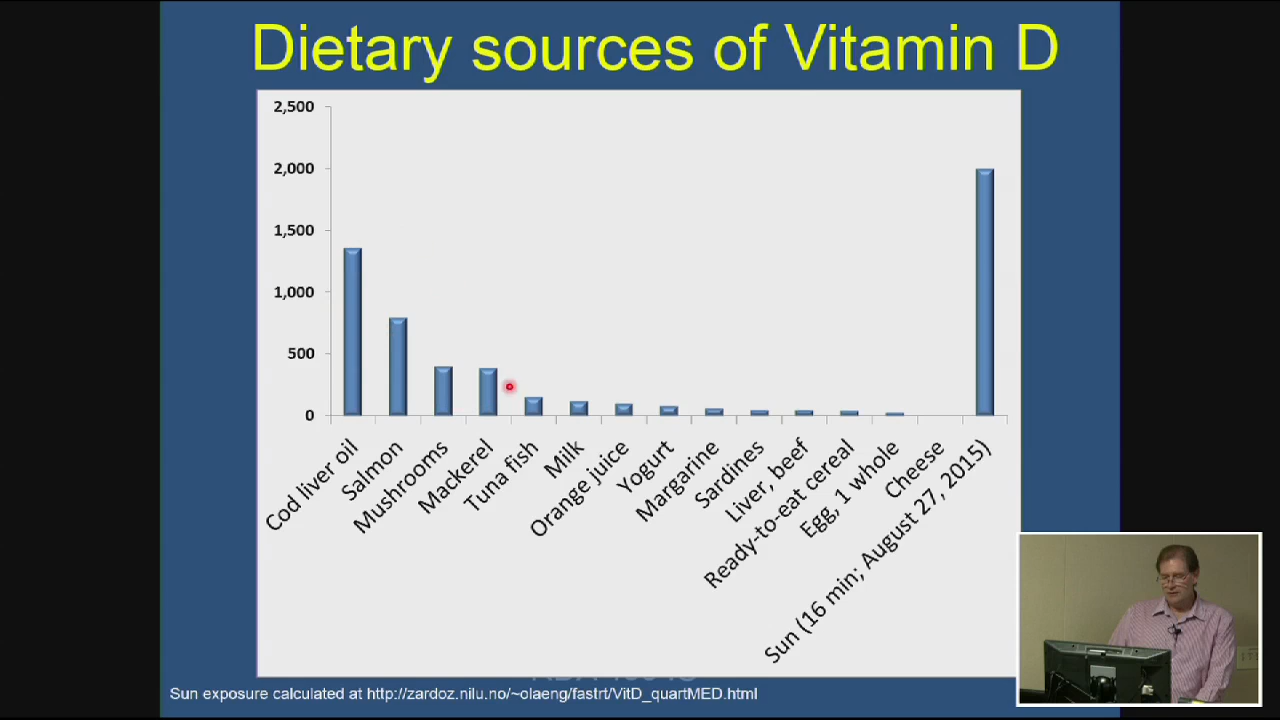 Dietary sources of Vitamin D
2,500
2,000
1,500
1,000
500
0
Cod liver oil
Salmon
Mushrooms
Mackerel
Tuna fish
Milk
Orange juice
Yogurt
Margarine
Sardines
Liver, beef
Ready-to-eat cereal
Egg, 1 whole
Cheese
Sun (16 min; August 27, 2015)
Sun exposure calculated at http://zardoz.nilu.no/~olaeng/fastrt/VitD_quartMED.html